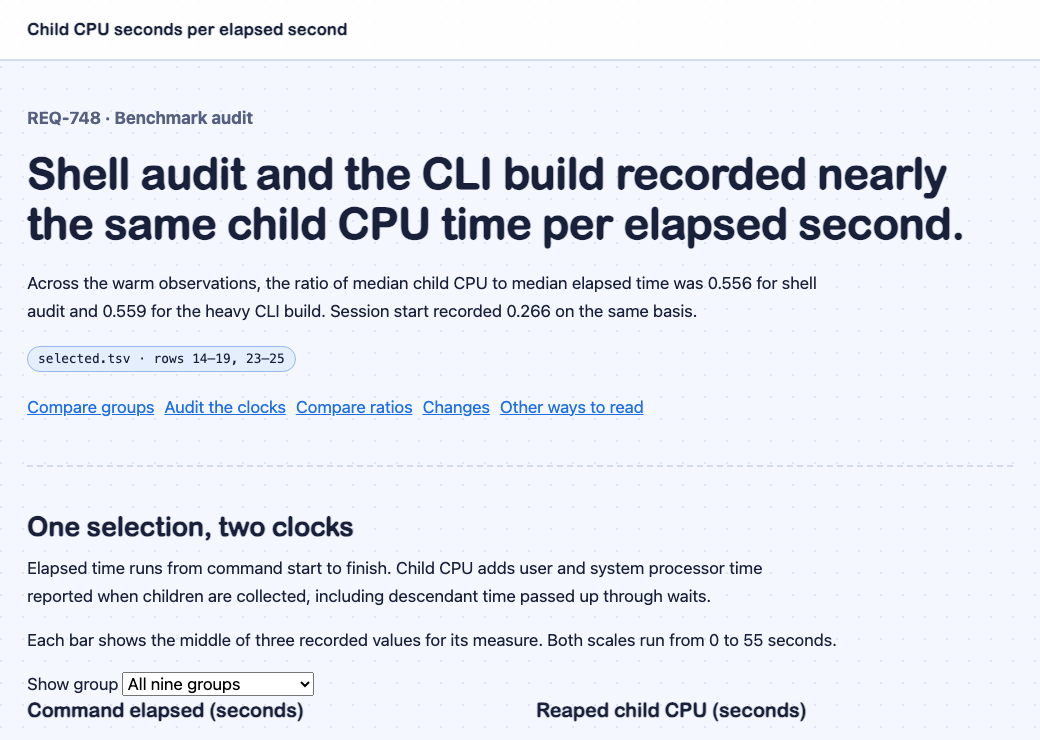 Child CPU seconds per elapsed second
REQ-748 · Benchmark audit
Shell audit and the CLI build recorded nearly
the same child CPU time per elapsed second.
Across the warm observations, the ratio of median child CPU to median elapsed time was 0.556 for shell
audit and 0.559 for the heavy CLI build. Session start recorded 0.266 on the same basis.
selected.tsv · rows 14–19, 23–25
Compare groups Audit the clocks Compare ratios Changes Other ways to read
One selection, two clocks
Elapsed time runs from command start to finish. Child CPU adds user and system processor time
reported when children are collected, including descendant time passed up through waits.
Each bar shows the middle of three recorded values for its measure. Both scales run from 0 to 55 seconds.
Show group All nine groups
Command elapsed (seconds) Reaped child CPU (seconds)